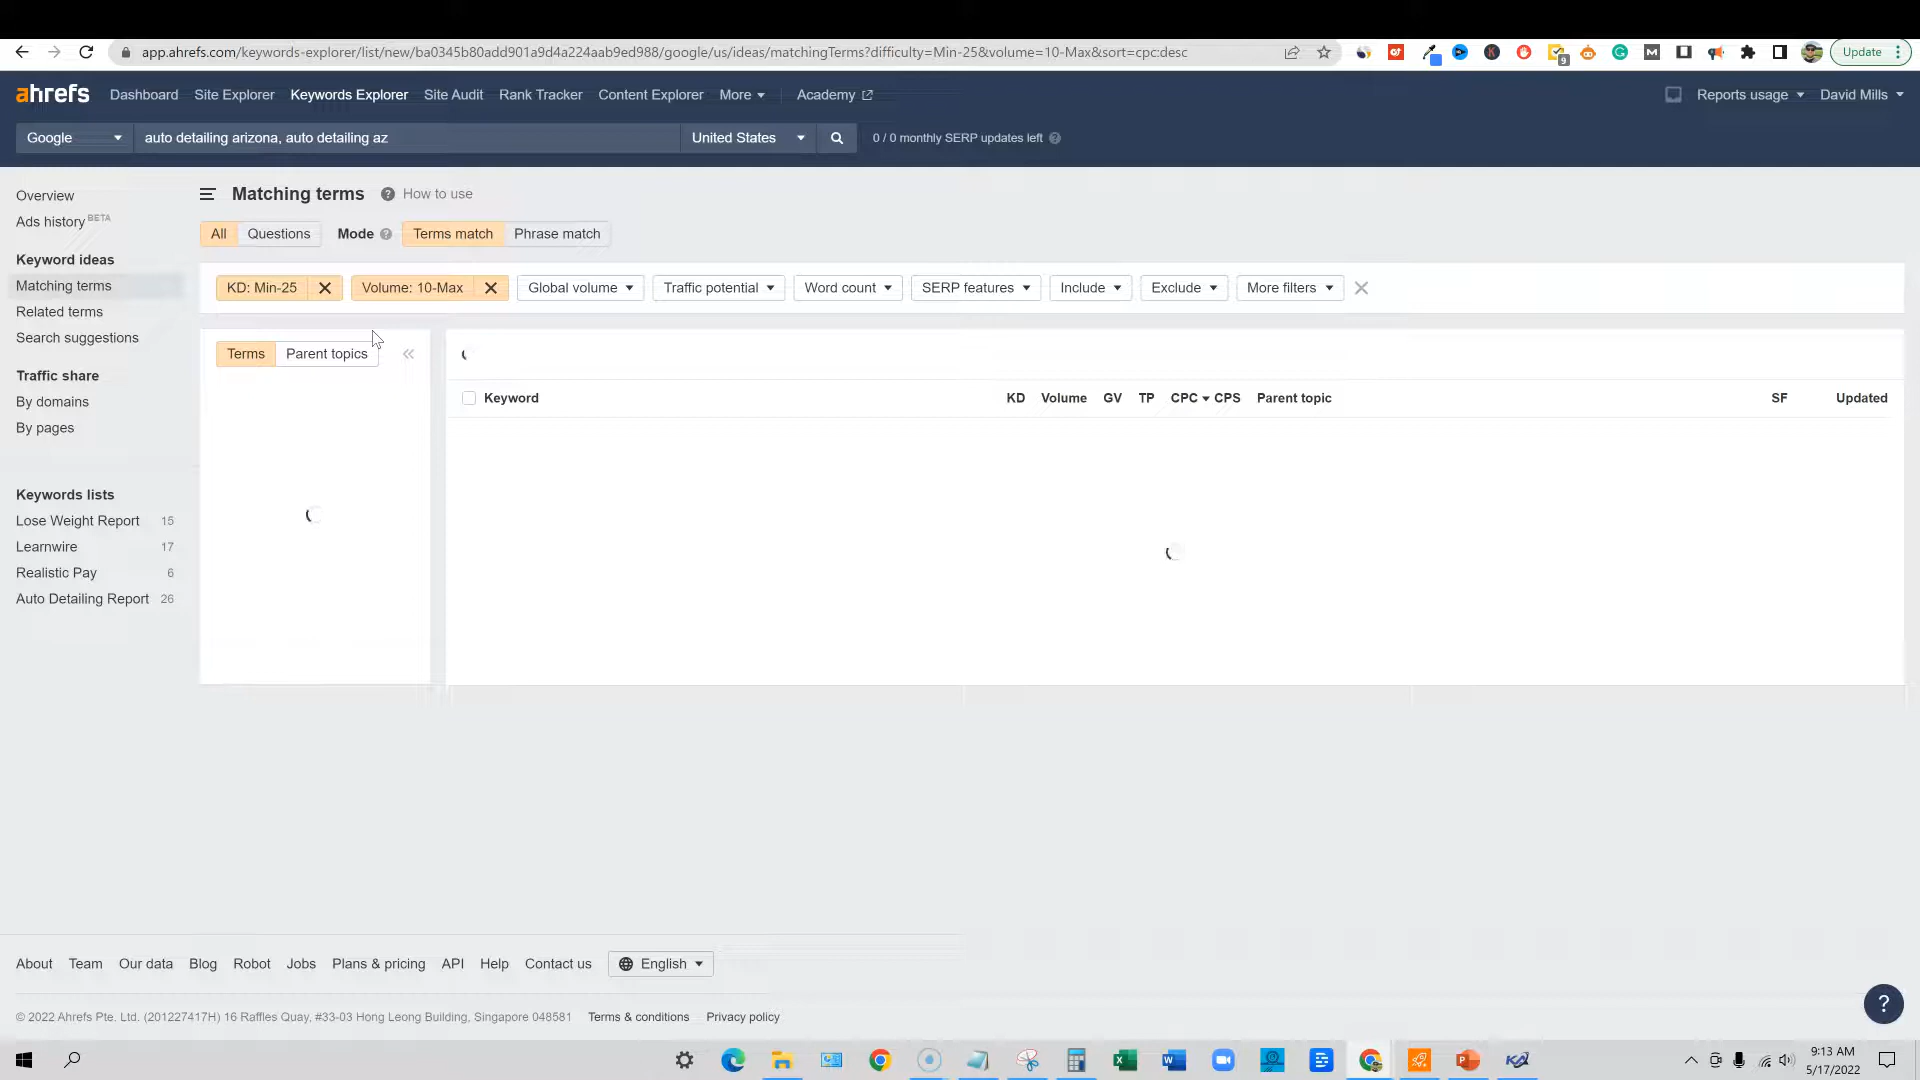 app.ahrefs.com/keywords-explorer/list/new/ba0345b80add901a9d4a224aab9ed988/google/us/ideas/matchingTerms?difficulty=Min-25&volume=10-Max&sort=cpc:desc
9
Update
ahrefs
Dashboard
Site Explorer
Keywords Explorer
Site Audit
Rank Tracker
Content Explorer
More
Academy
Reports usage
David Mills
Google
auto detailing arizona, auto detailing az
United States
0 / 0 monthly SERP updates left
Overview
Ads history BETA
Keyword ideas
Matching terms
Related terms
Search suggestions
Traffic share
By domains
By pages
Keywords lists
Lose Weight Report 15
Learnwire 17
Realistic Pay 6
Auto Detailing Report 26
Matching terms
How to use
All
Questions
Mode
Terms match
Phrase match
KD: Min-25
Volume: 10-Max
Global volume
Traffic potential
Word count
SERP features
Include
Exclude
More filters
Terms
Parent topics
Keyword
KD
Volume
GV
TP
CPC
CPS
Parent topic
SF
Updated
About
Team
Our data
Blog
Robot
Jobs
Plans & pricing
API
Help
Contact us
English
© 2022 Ahrefs Pte. Ltd. (201227417H) 16 Raffles Quay, #33-03 Hong Leong Building, Singapore 048581
Terms & conditions
Privacy policy
?
9:13 AM
5/17/2022